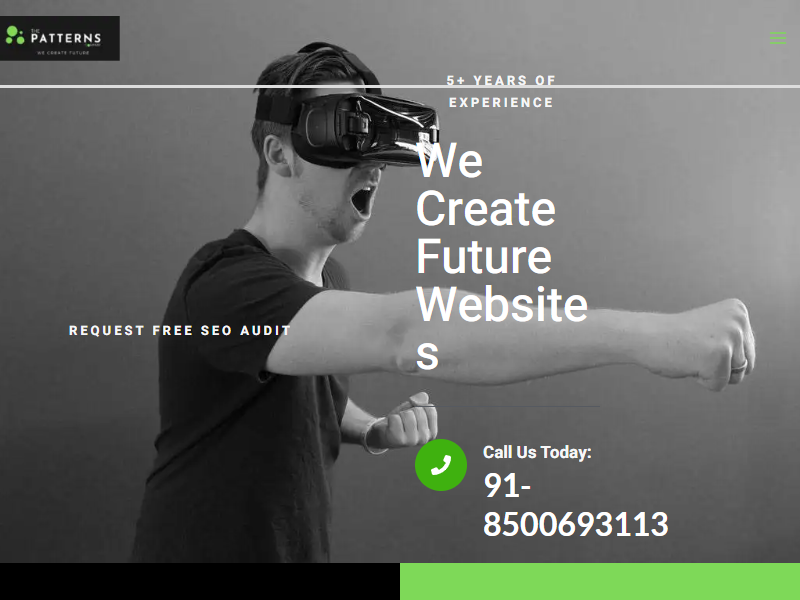 THE
PATTERNS
WE CREATE FUTURE
5+ YEARS OF
EXPERIENCE
We
Create
Future
Website
s
REQUEST FREE SEO AUDIT
Call Us Today:
91-
8500693113